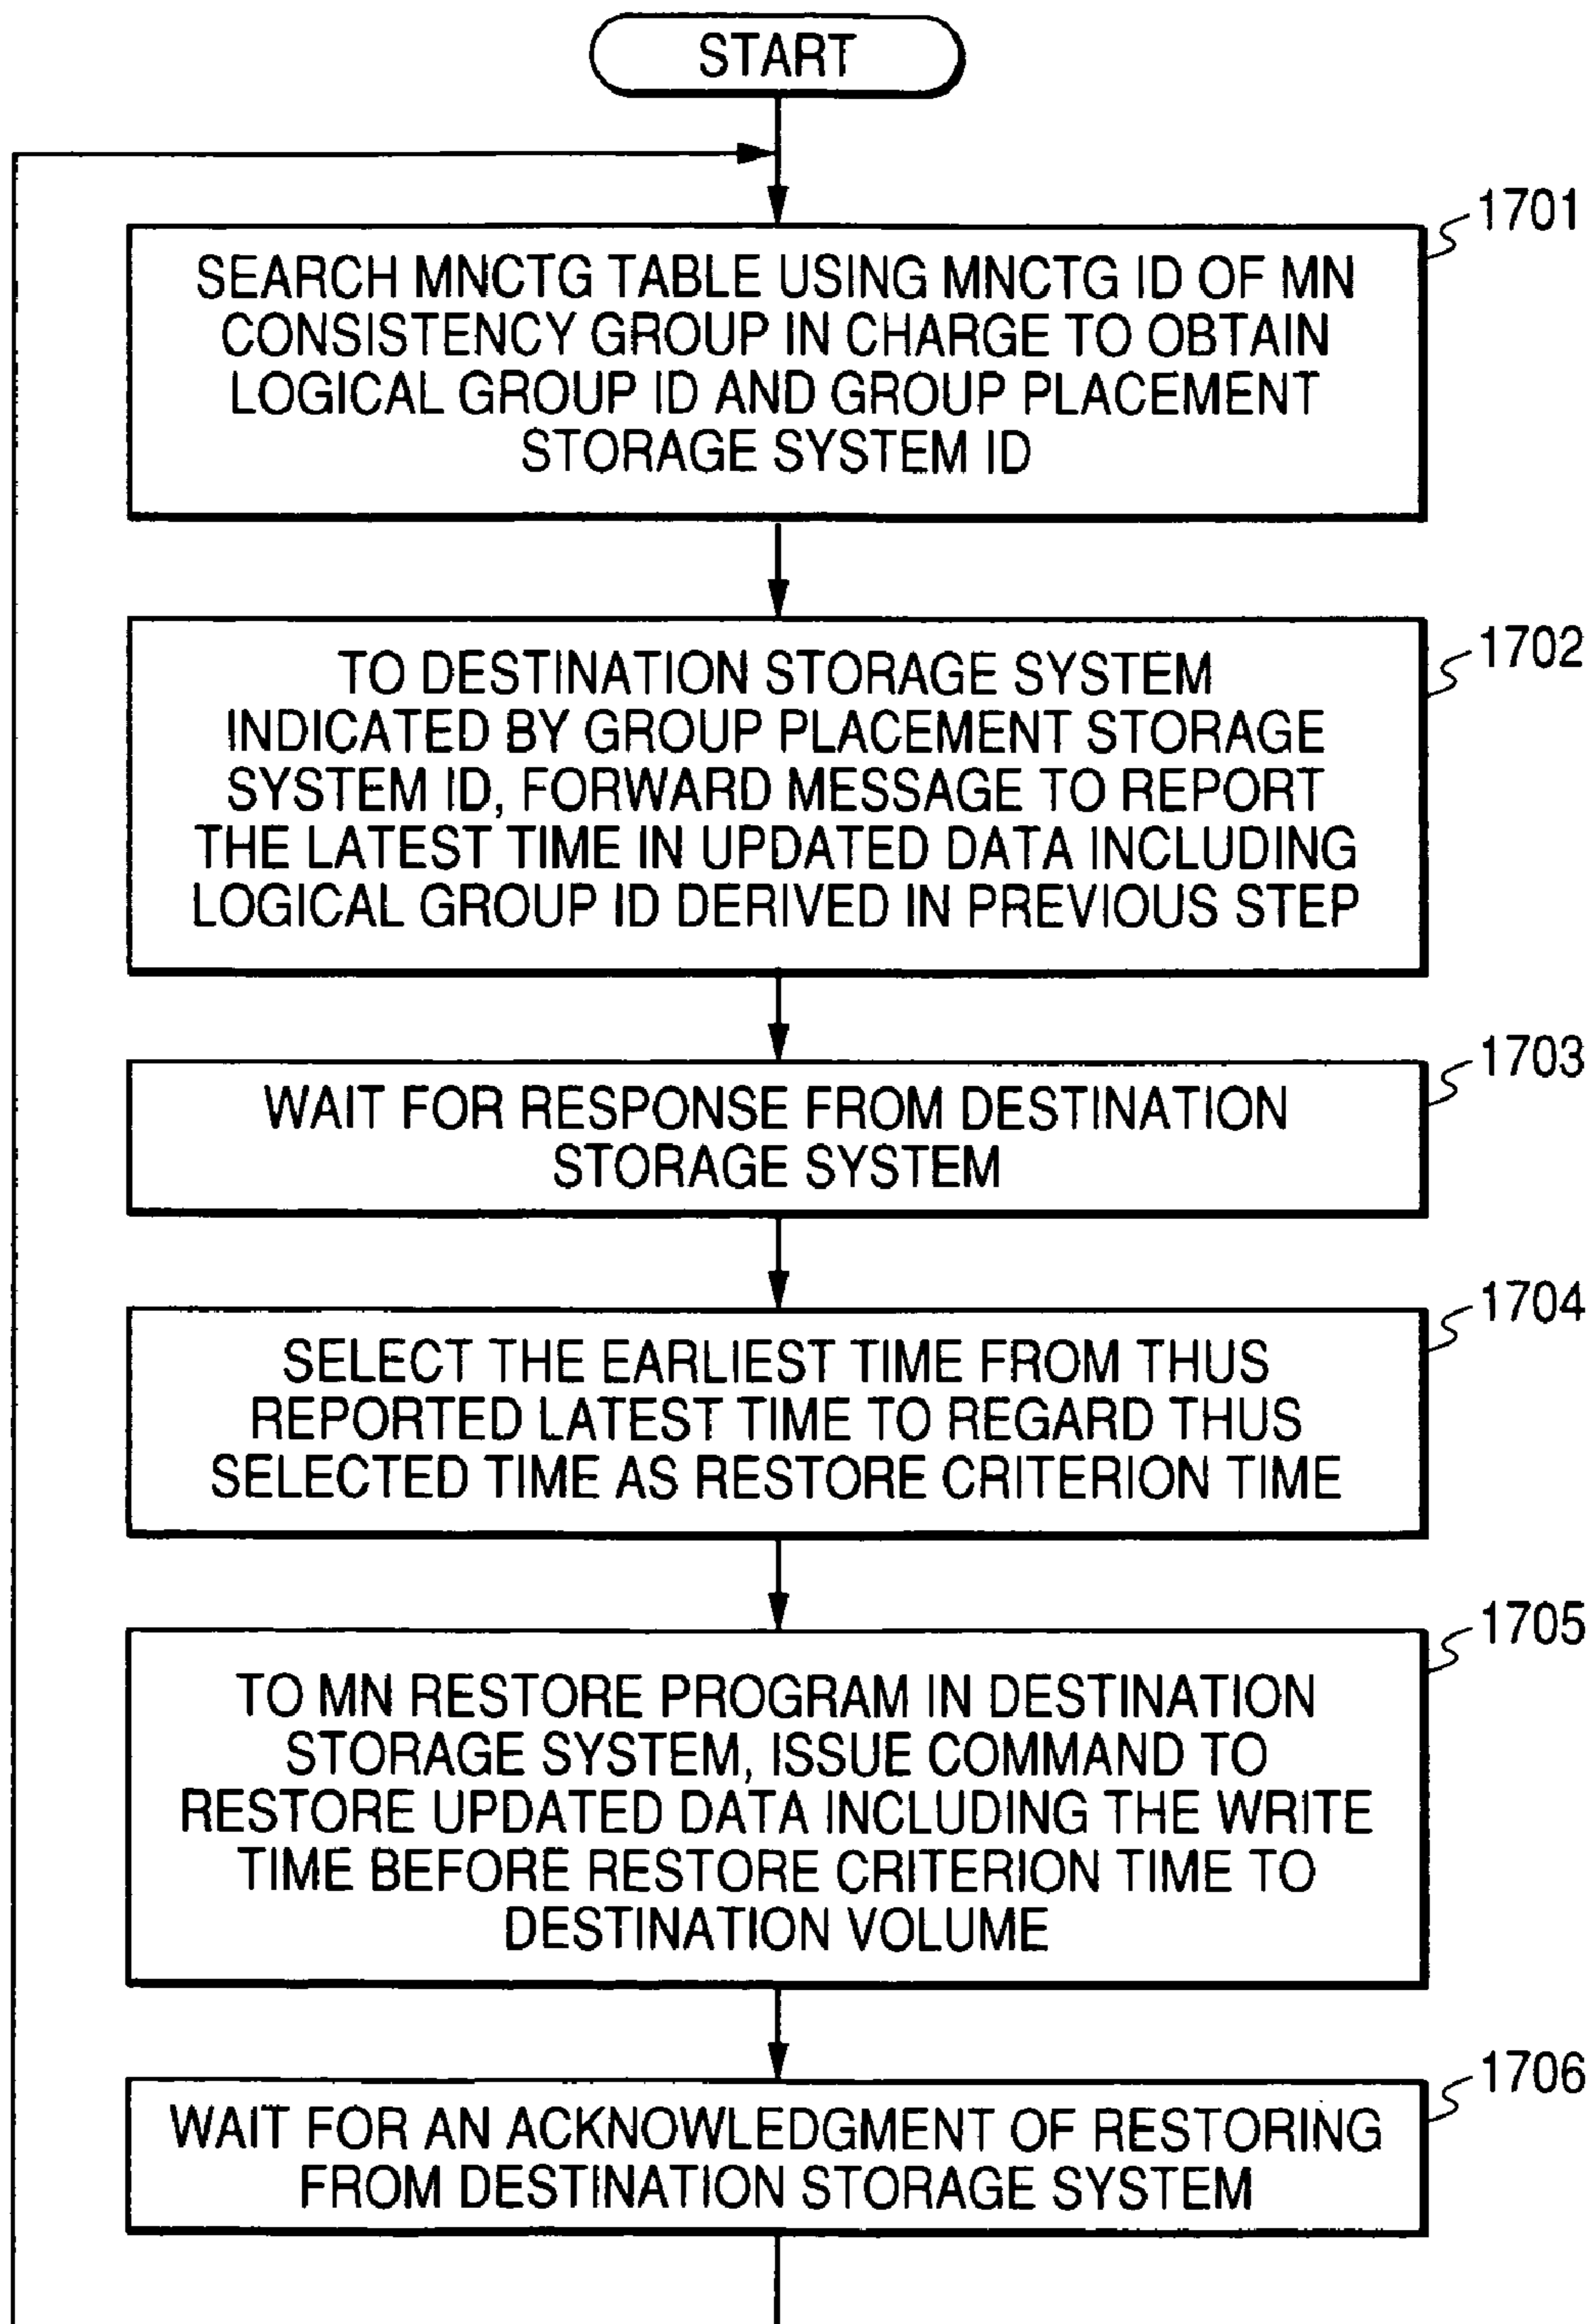 START
1701
SEARCH MNCTG TABLE USING MNCTG ID OF MN
CONSISTENCY GROUP IN CHARGE TO OBTAIN
LOGICAL GROUP ID AND GROUP PLACEMENT
STORAGE SYSTEM ID
1702
TO DESTINATION STORAGE SYSTEM
INDICATED BY GROUP PLACEMENT STORAGE
SYSTEM ID, FORWARD MESSAGE TO REPORT
THE LATEST TIME IN UPDATED DATA INCLUDING
LOGICAL GROUP ID DERIVED IN PREVIOUS STEP
1703
WAIT FOR RESPONSE FROM DESTINATION
STORAGE SYSTEM
1704
SELECT THE EARLIEST TIME FROM THUS
REPORTED LATEST TIME TO REGARD THUS
SELECTED TIME AS RESTORE CRITERION TIME
1705
TO MN RESTORE PROGRAM IN DESTINATION
STORAGE SYSTEM, ISSUE COMMAND TO
RESTORE UPDATED DATA INCLUDING THE WRITE
TIME BEFORE RESTORE CRITERION TIME TO
DESTINATION VOLUME
1706
WAIT FOR AN ACKNOWLEDGMENT OF RESTORING
FROM DESTINATION STORAGE SYSTEM